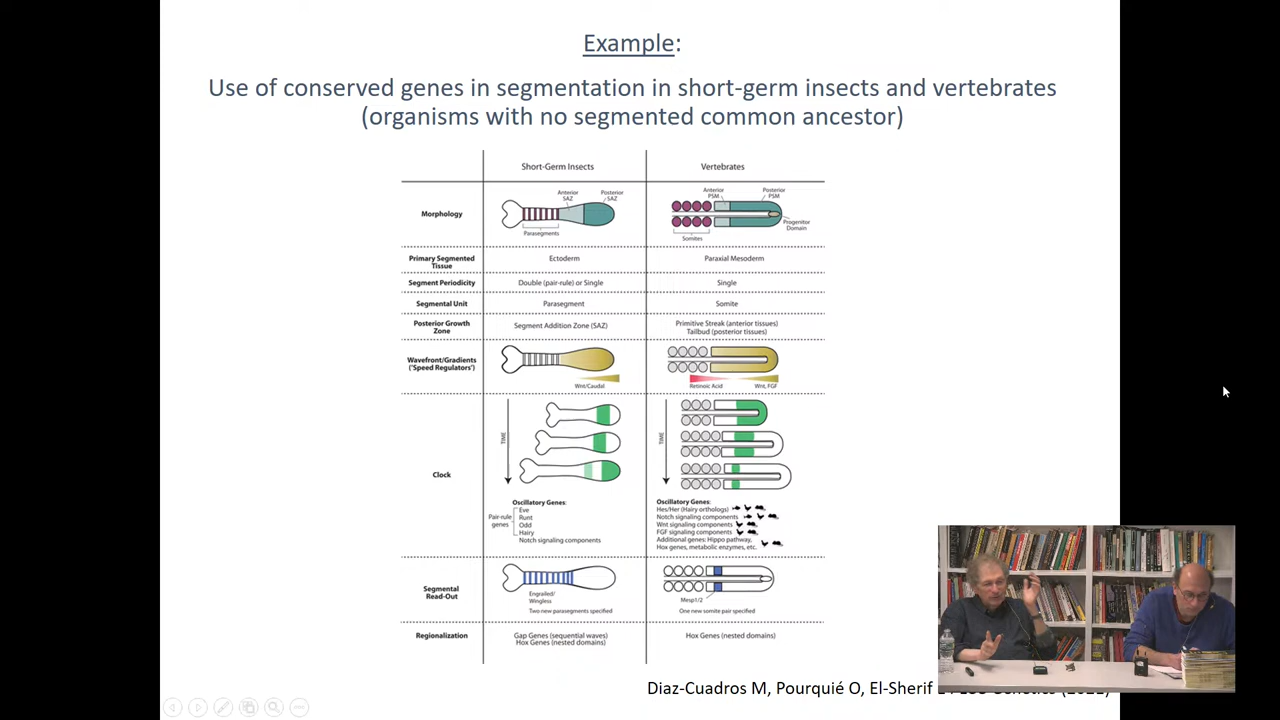 Example:
Use of conserved genes in segmentation in short-germ insects and vertebrates
(organisms with no segmented common ancestor)
Short-Germ Insects
Vertebrates
Morphology
Anterior
SAZ
Posterior
SAZ
Parasegments
Anterior
PSM
Posterior
PSM
Progenitor
Domain
Somites
Primary Segmented
Tissue
Ectoderm
Paraxial Mesoderm
Segment Periodicity
Double (pair-rule) or Single
Single
Segmental Unit
Parasegment
Somite
Posterior Growth
Zone
Segment Addition Zone (SAZ)
Primitive Streak (anterior tissues)
Tailbud (posterior tissues)
Wavefront/Gradients
('Speed Regulators')
Wnt/Caudal
Retinoic Acid
Wnt, FGF
Clock
TIME
Oscillatory Genes:
Pair-rule
genes
Eve
Runt
Odd
Hairy
Notch signaling components
TIME
Oscillatory Genes:
Hes/Her (Hairy orthologs)
Notch signaling components
Wnt signaling components
FGF signaling components
Additional genes: Hippo pathway,
Hox genes, metabolic enzymes, etc.
Segmental
Read-Out
Engrailed/
Wingless
Two new parasegments specified
Mesp1/2
One new somite pair specified
Regionalization
Gap Genes (sequential waves)
Hox Genes (nested domains)
Hox Genes (nested domains)
Diaz-Cuadros M, Pourquié O, El-Sherif